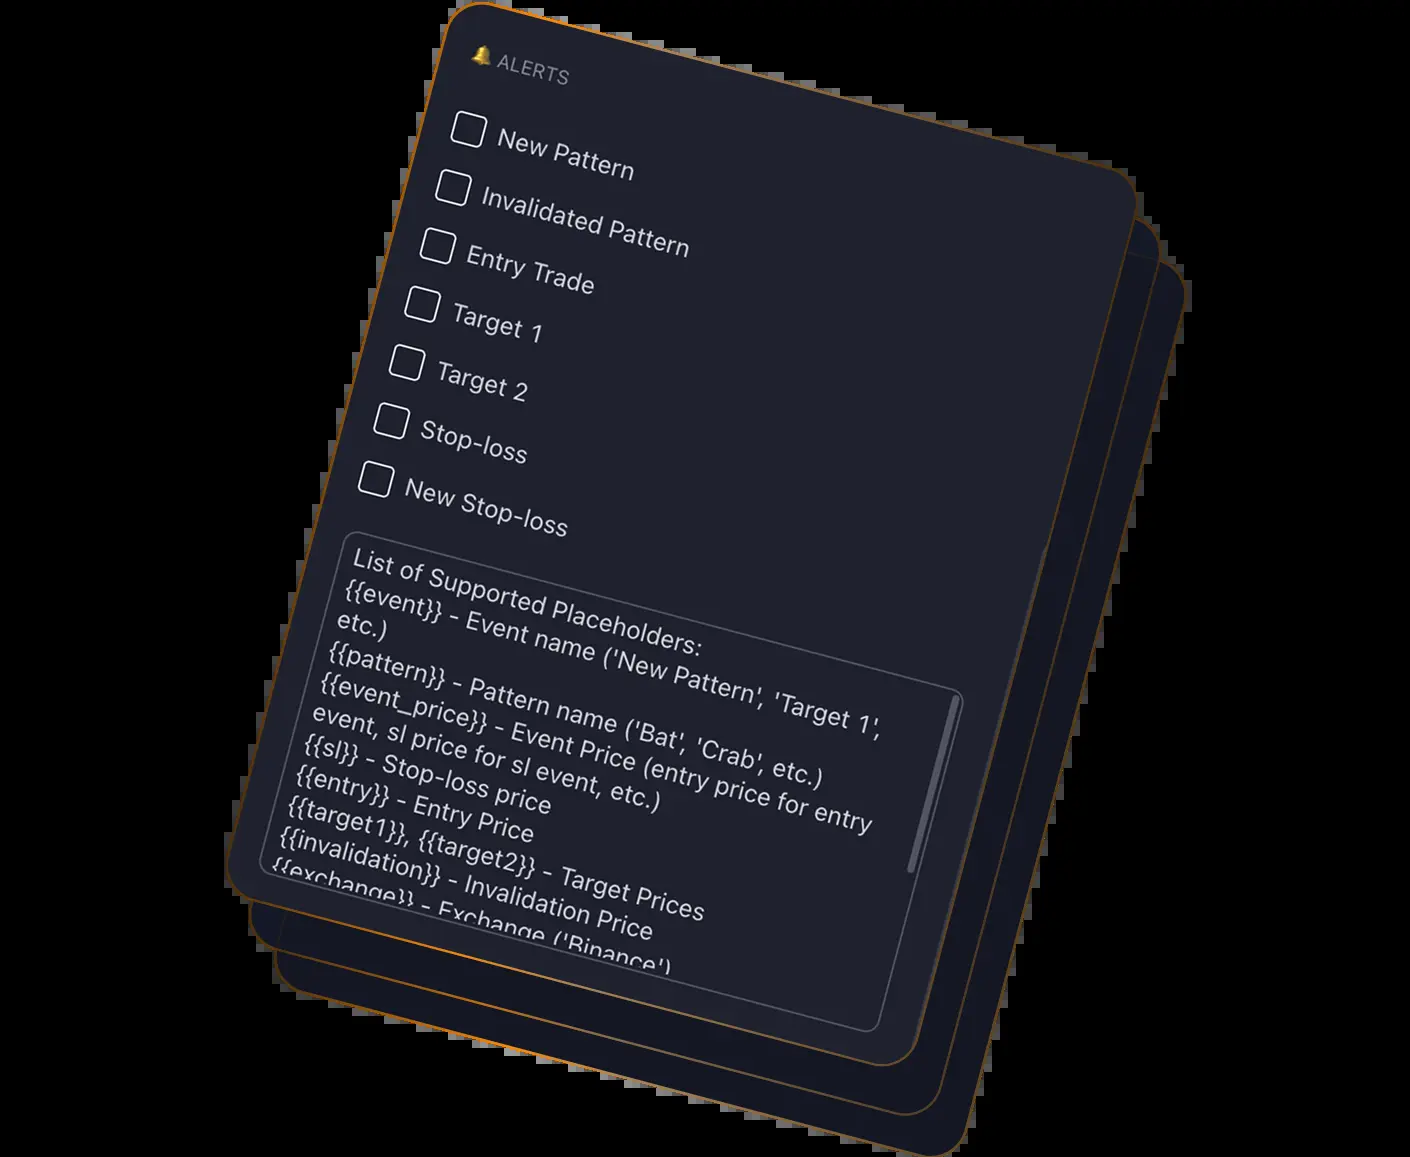 🔔 ALERTS
New Pattern
Invalidated Pattern
Entry Trade
Target 1
Target 2
Stop-loss
New Stop-loss
List of Supported Placeholders:
{{event}} - Event name ('New Pattern', 'Target 1',
etc.)
{{pattern}} - Pattern name ('Bat', 'Crab', etc.)
{{event_price}} - Event Price (entry price for entry
event, sl price for sl event, etc.)
{{sl}} - Stop-loss price
{{entry}} - Entry Price
{{target1}}, {{target2}} - Target Prices
{{invalidation}} - Invalidation Price
{{exchange}} - Exchange ('Binance')